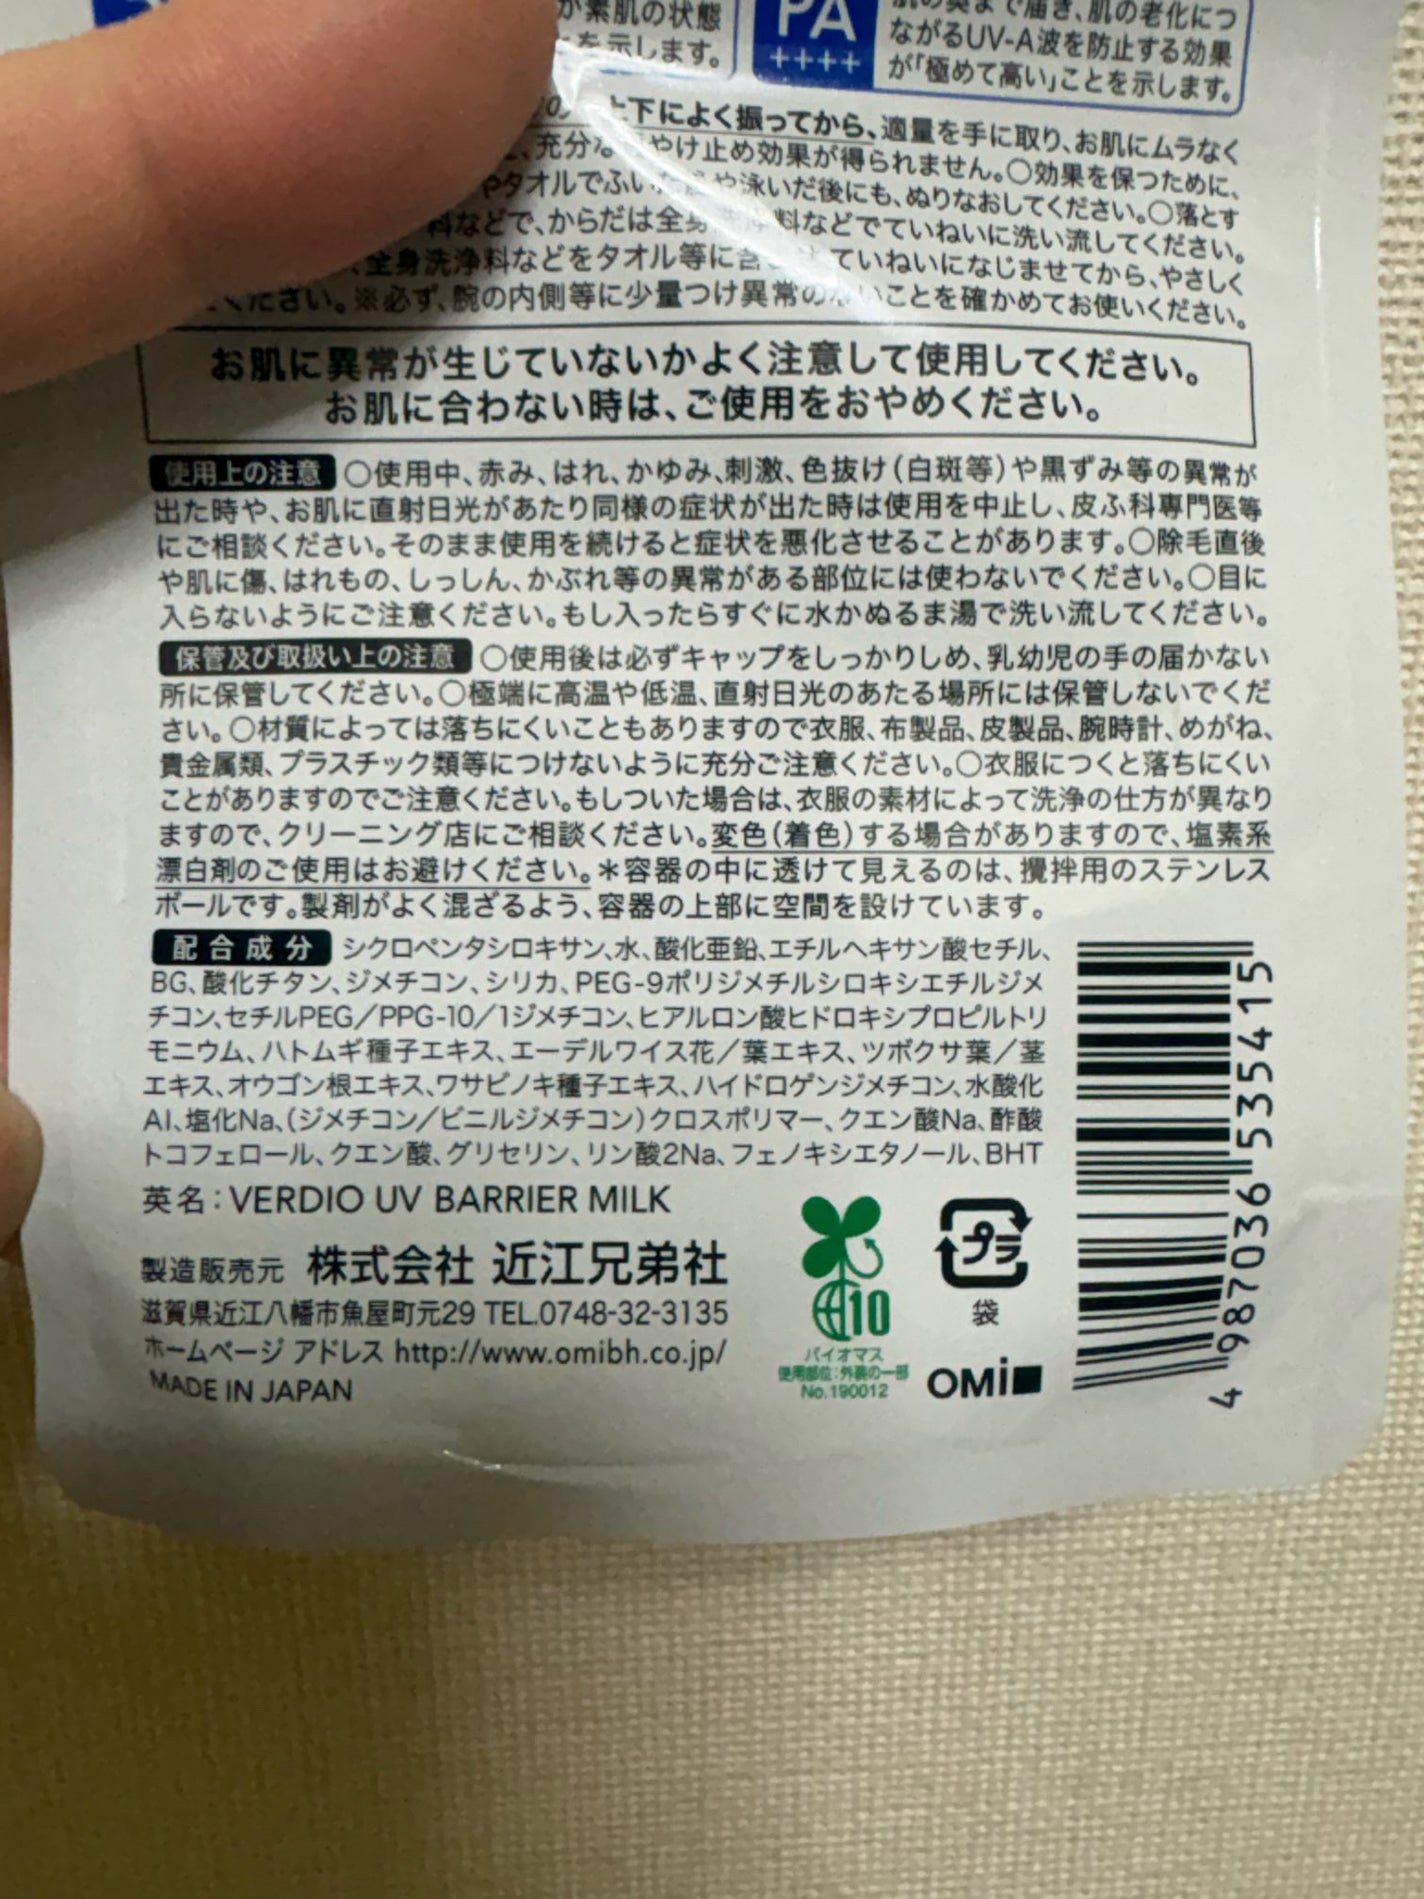 が素肌の状態
を示します。
PA
++++
ながるUV-A波を防止する効果
が「極めて高い」ことを示します。
上下によく振ってから、適量を手に取り、お肌にムラなく
充分な やけ止め効果が得られません。○効果を保つために、
やタオルでふいた や泳いだ後にも、ぬりなおしてください。○落とす
料などで、からだは全身洗浄料などでていねいに洗い流してください。
、全身洗浄料などをタオル等に含 ていねいになじませてから、やさしく
ください。※必ず、腕の内側等に少量つけ異常のないことを確かめてお使いください。
お肌に異常が生じていないかよく注意して使用してください。
お肌に合わない時は、ご使用をおやめください。
使用上の注意 ○使用中、赤み、はれ、かゆみ、刺激、色抜け(白斑等)や黒ずみ等の異常が
出た時や、お肌に直射日光があたり同様の症状が出た時は使用を中止し、皮ふ科専門医等
にご相談ください。そのまま使用を続けると症状を悪化させることがあります。○除毛直後
や肌に傷、はれもの、しっしん、かぶれ等の異常がある部位には使わないでください。○目に
入らないようにご注意ください。もし入ったらすぐに水かぬるま湯で洗い流してください。
保管及び取扱い上の注意 ○使用後は必ずキャップをしっかりしめ、乳幼児の手の届かない
所に保管してください。○極端に高温や低温、直射日光のあたる場所には保管しないでくだ
さい。○材質によっては落ちにくいこともありますので衣服、布製品、皮製品、腕時計、めがね、
貴金属類、プラスチック類等につけないように充分ご注意ください。○衣服につくと落ちにくい
ことがありますのでご注意ください。もしついた場合は、衣服の素材によって洗浄の仕方が異なり
ますので、クリーニング店にご相談ください。変色(着色)する場合がありますので、塩素系
漂白剤のご使用はお避けください。＊容器の中に透けて見えるのは、攪拌用のステンレス
ボールです。製剤がよく混ざるよう、容器の上部に空間を設けています。
配合成分 シクロペンタシロキサン、水、酸化亜鉛、エチルヘキサン酸セチル、
BG、酸化チタン、ジメチコン、シリカ、PEG-9ポリジメチルシロキシエチルジメ
チコン、セチルPEG/PPG-10/1ジメチコン、ヒアルロン酸ヒドロキシプロピルトリ
モニウム、ハトムギ種子エキス、エーデルワイス花/葉エキス、ツボクサ葉/茎
エキス、オウゴン根エキス、ワサビノキ種子エキス、ハイドロゲンジメチコン、水酸化
Al、塩化Na、(ジメチコン/ビニルジメチコン)クロスポリマー、クエン酸Na、酢酸
トコフェロール、クエン酸、グリセリン、リン酸2Na、フェノキシエタノール、BHT
英名:VERDIO UV BARRIER MILK
製造販売元 株式会社 近江兄弟社
滋賀県近江八幡市魚屋町元29 TEL.0748-32-3135
ホームページ アドレス http://www.omibh.co.jp/
MADE IN JAPAN
10
バイオマス
使用部位:外装の一部
No.190012
プラ
袋
OMi
4 987036 535415